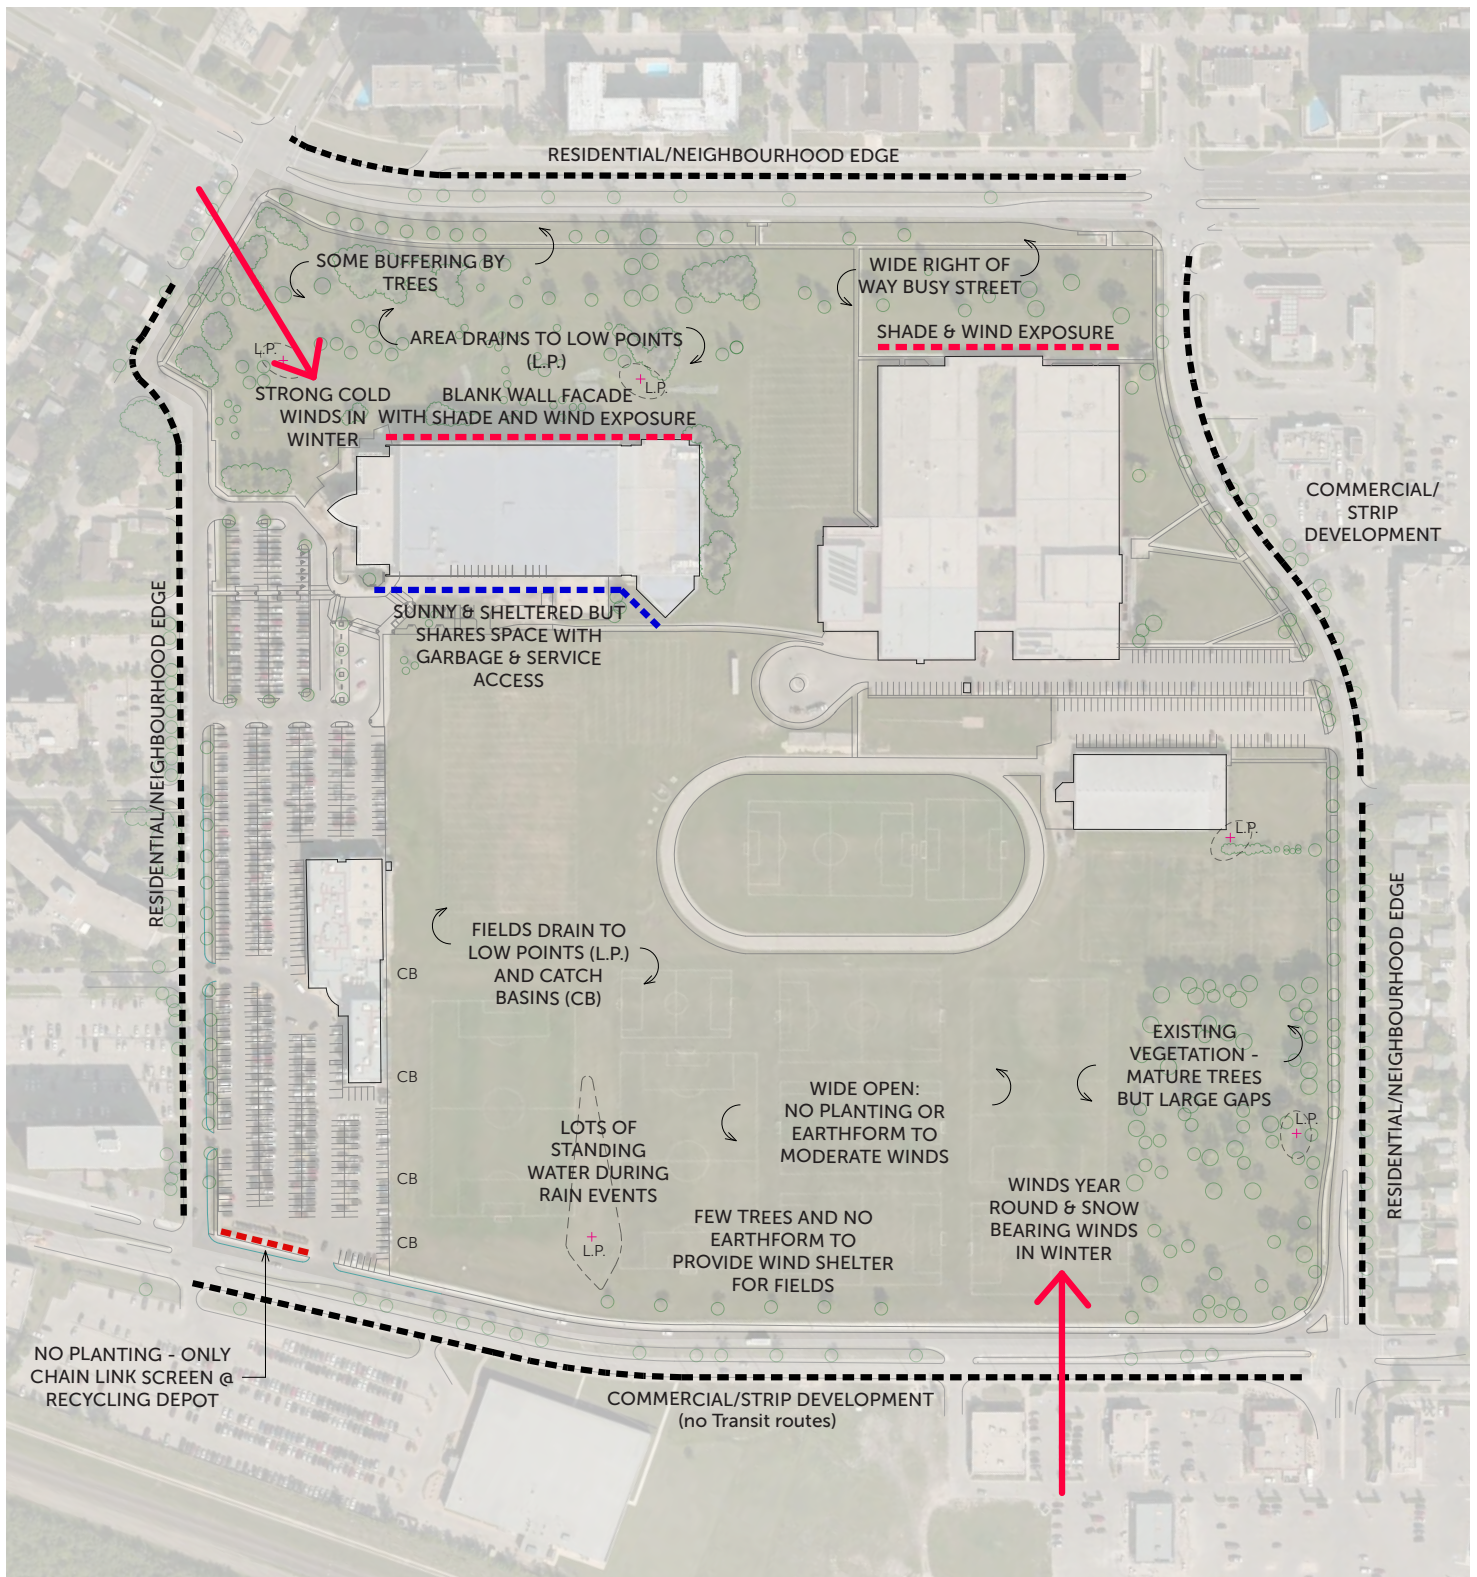 RESIDENTIAL/NEIGHBOURHOOD EDGE
SOME BUFFERING BY
TREES
WIDE RIGHT OF
WAY BUSY STREET
AREA DRAINS TO LOW POINTS
(L.P.)
SHADE & WIND EXPOSURE
L.P.
L.P.
STRONG COLD
WINDS IN
WINTER
BLANK WALL FACADE
WITH SHADE AND WIND EXPOSURE
COMMERCIAL/
STRIP
DEVELOPMENT
RESIDENTIAL/NEIGHBOURHOOD EDGE
SUNNY & SHELTERED BUT
SHARES SPACE WITH
GARBAGE & SERVICE
ACCESS
L.P.
RESIDENTIAL/NEIGHBOURHOOD EDGE
FIELDS DRAIN TO
LOW POINTS (L.P.)
AND CATCH
BASINS (CB)
CB
CB
CB
CB
EXISTING
VEGETATION -
MATURE TREES
BUT LARGE GAPS
L.P.
WIDE OPEN:
NO PLANTING OR
EARTHFORM TO
MODERATE WINDS
LOTS OF
STANDING
WATER DURING
RAIN EVENTS
L.P.
WINDS YEAR
ROUND & SNOW
BEARING WINDS
IN WINTER
FEW TREES AND NO
EARTHFORM TO
PROVIDE WIND SHELTER
FOR FIELDS
NO PLANTING - ONLY
CHAIN LINK SCREEN @
RECYCLING DEPOT
COMMERCIAL/STRIP DEVELOPMENT
(no Transit routes)